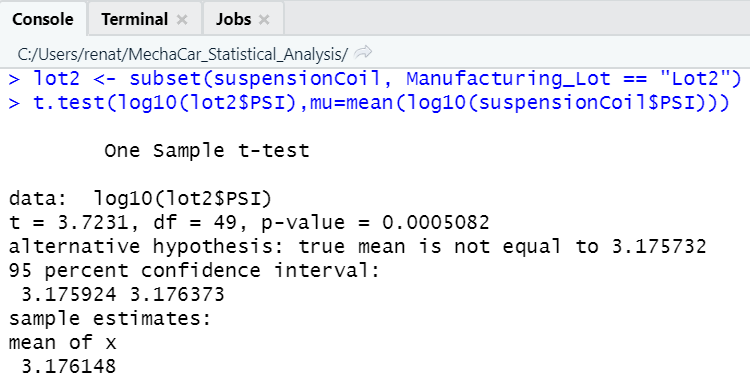 Console Terminal × Jobs ×
C:/Users/renat/MechaCar_Statistical_Analysis/
> lot2 <- subset(suspensionCoil, Manufacturing_Lot == "Lot2")
> t.test(log10(lot2$PSI),mu=mean(log10(suspensionCoil$PSI)))
One Sample t-test
data:  log10(lot2$PSI)
t = 3.7231, df = 49, p-value = 0.0005082
alternative hypothesis: true mean is not equal to 3.175732
95 percent confidence interval:
 3.175924 3.176373
sample estimates:
mean of x
 3.176148